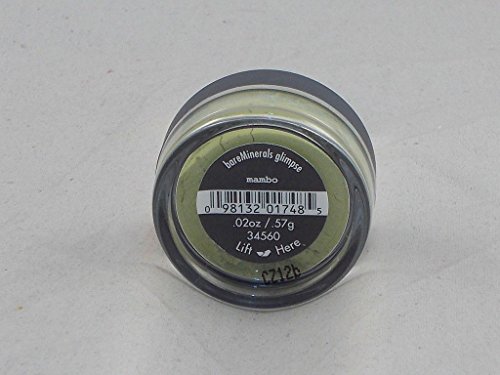 bareMinerals glimpse
mambo
0 98132 01748 5
.02oz / .57g
34560
Lift Here